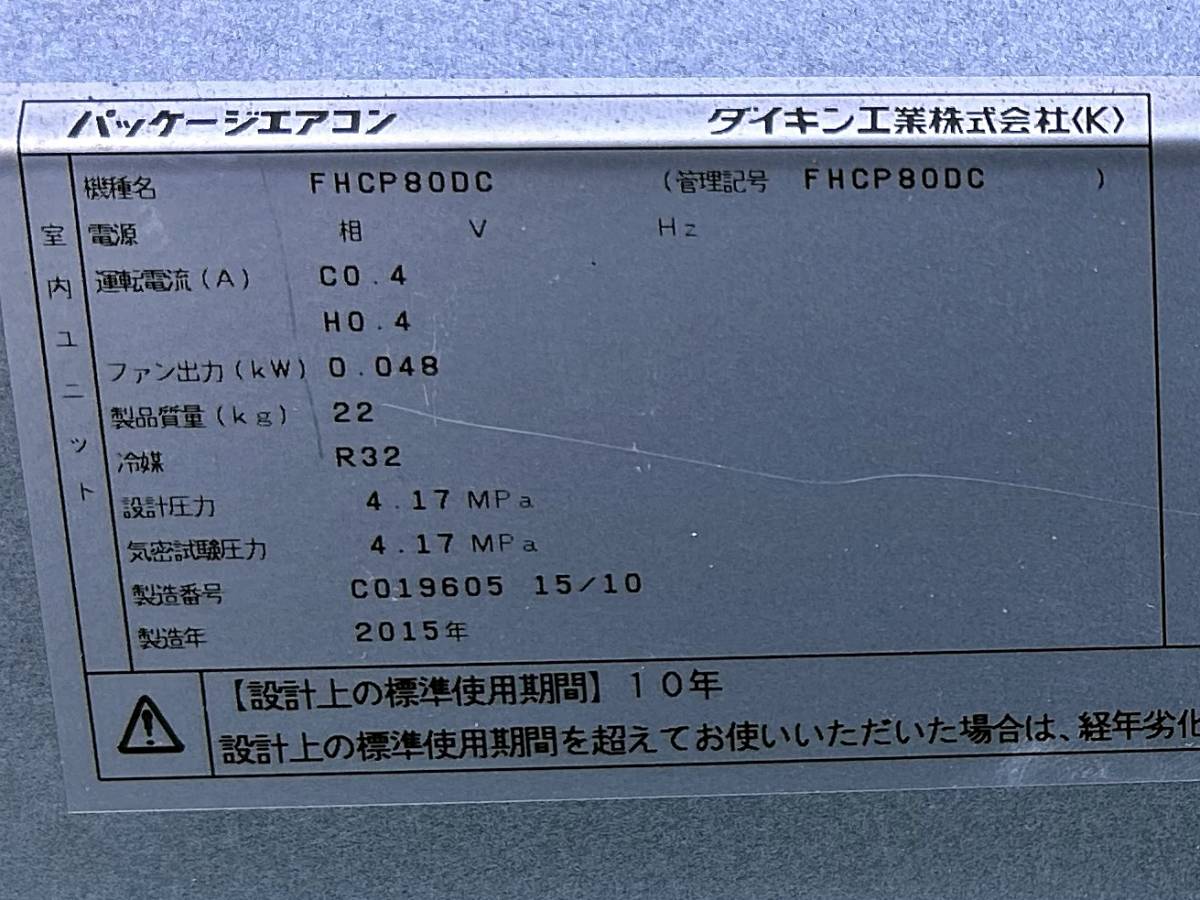 パッケージエアコン ダイキン工業株式会社〈K〉
室内ユニット
機種名 FHCP80DC (管理記号 FHCP80DC )
電源 相 V Hz
運転電流(A) C0.4
H0.4
ファン出力(kW) 0.048
製品質量(kg) 22
冷媒 R32
設計圧力 4.17 MPa
気密試験圧力 4.17 MPa
製造番号 C019605 15/10
製造年 2015年
【設計上の標準使用期間】10年
設計上の標準使用期間を超えてお使いいただいた場合は、経年劣化